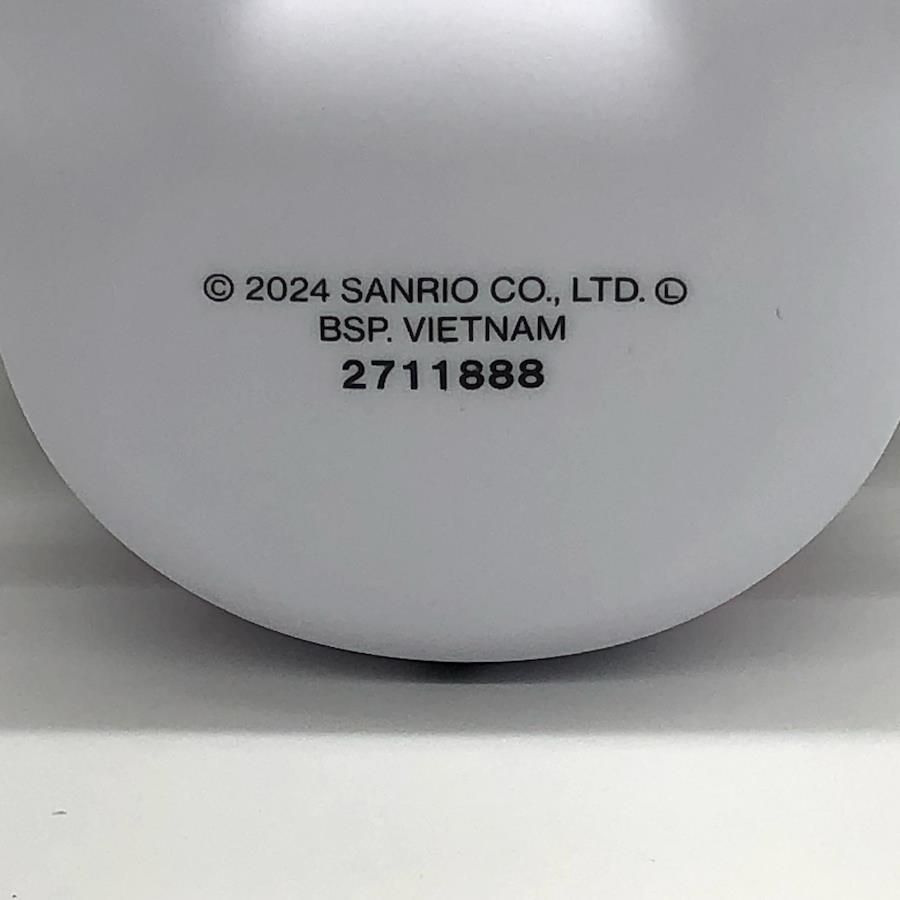 © 2024 SANRIO CO., LTD. Ⓛ
BSP. VIETNAM
2711888